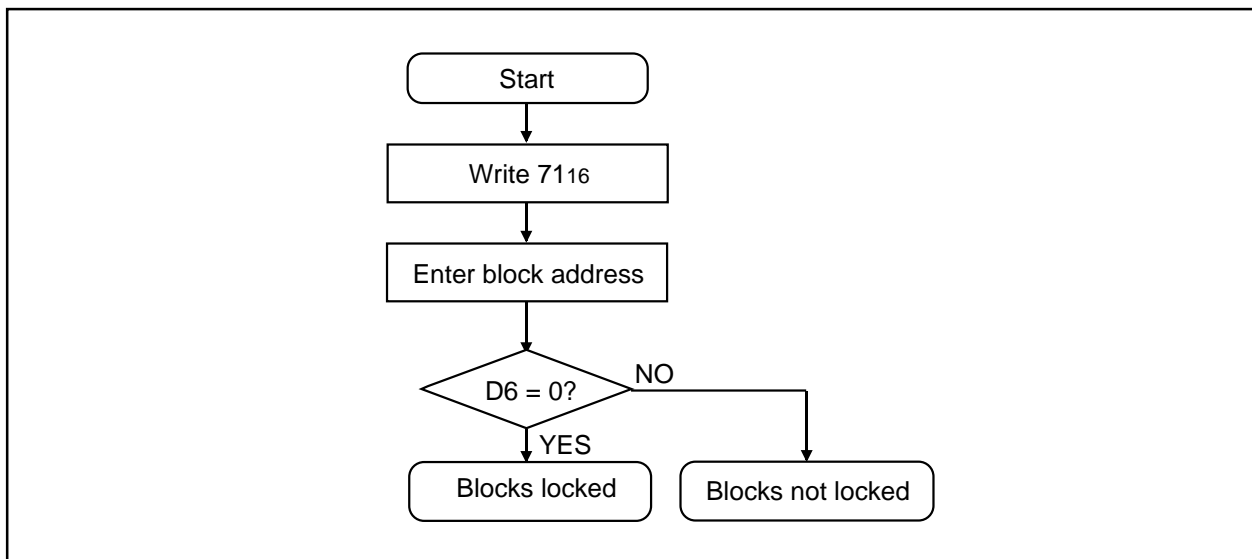 Start
Write 7116
Enter block address
D6 = 0?
NO
YES
Blocks locked
Blocks not locked